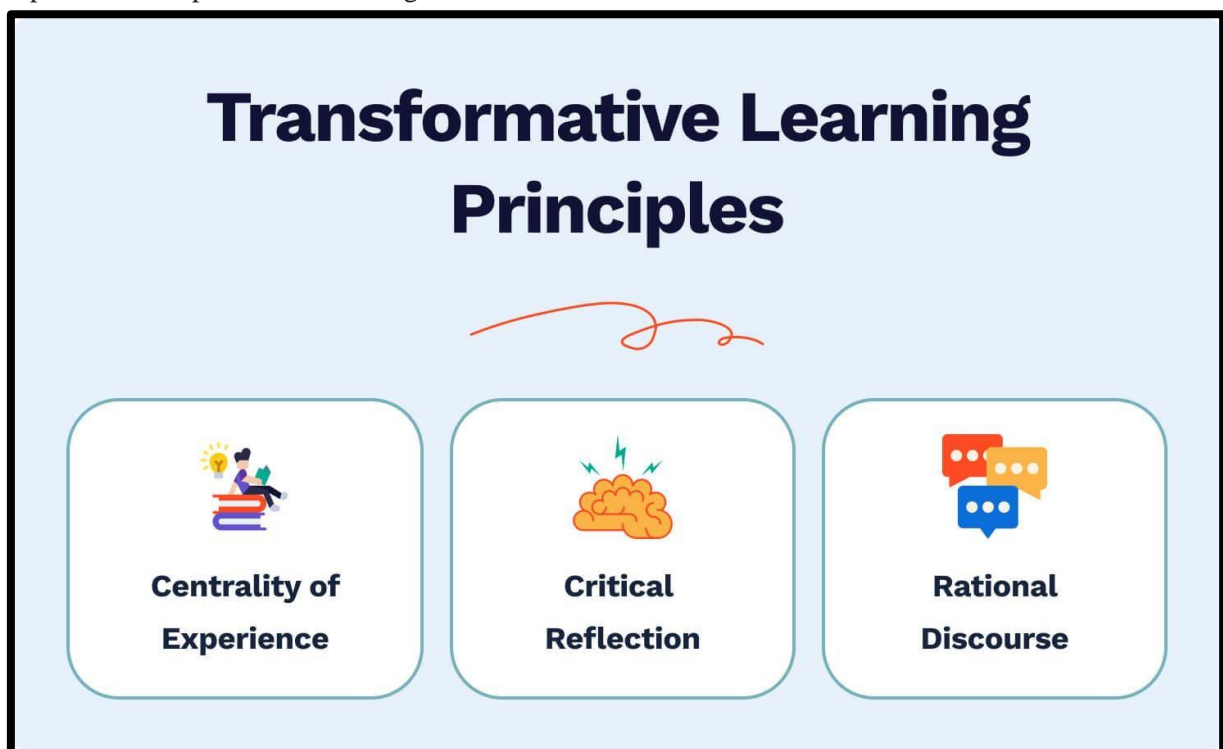 Transformative Learning
Principles
Centrality of
Experience
Critical
Reflection
Rational
Discourse